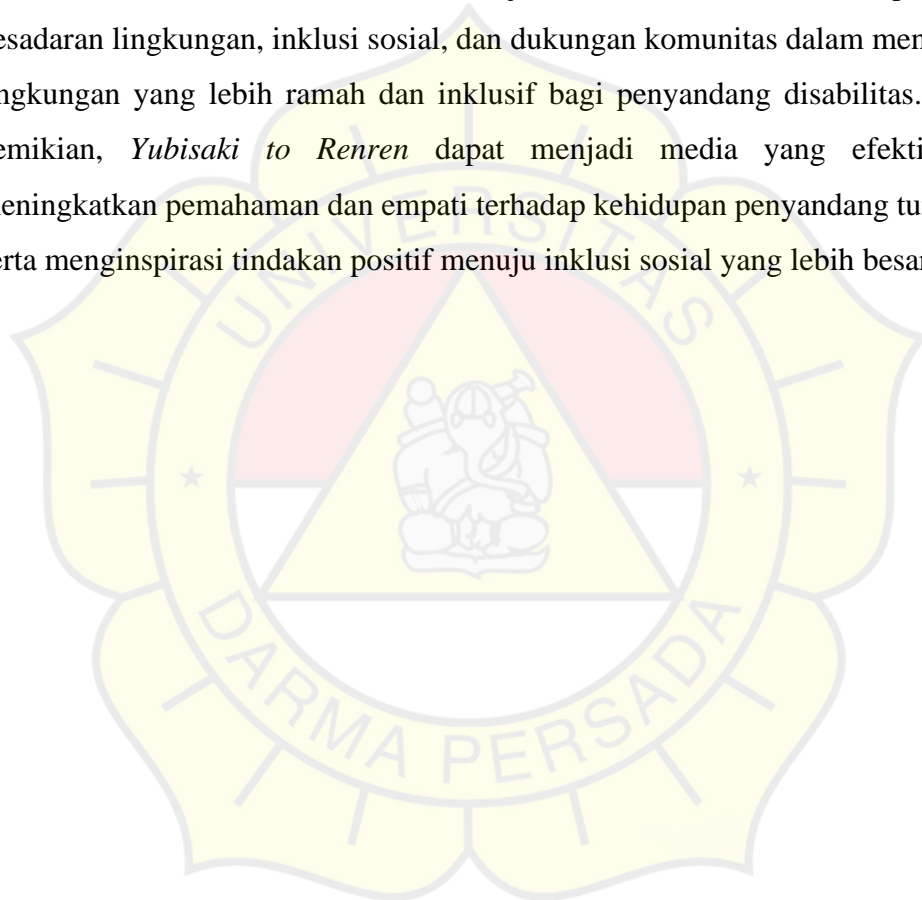 esadaran lingkungan, inklusi sosial, dan dukungan komunitas dalam men
ngkungan yang lebih ramah dan inklusif bagi penyandang disabilitas.
emikian, Yubisaki to Renren dapat menjadi media yang efekti
eningkatkan pemahaman dan empati terhadap kehidupan penyandang tu
erta menginspirasi tindakan positif menuju inklusi sosial yang lebih besar
UNIVERSITAS
DARMA PERSADA